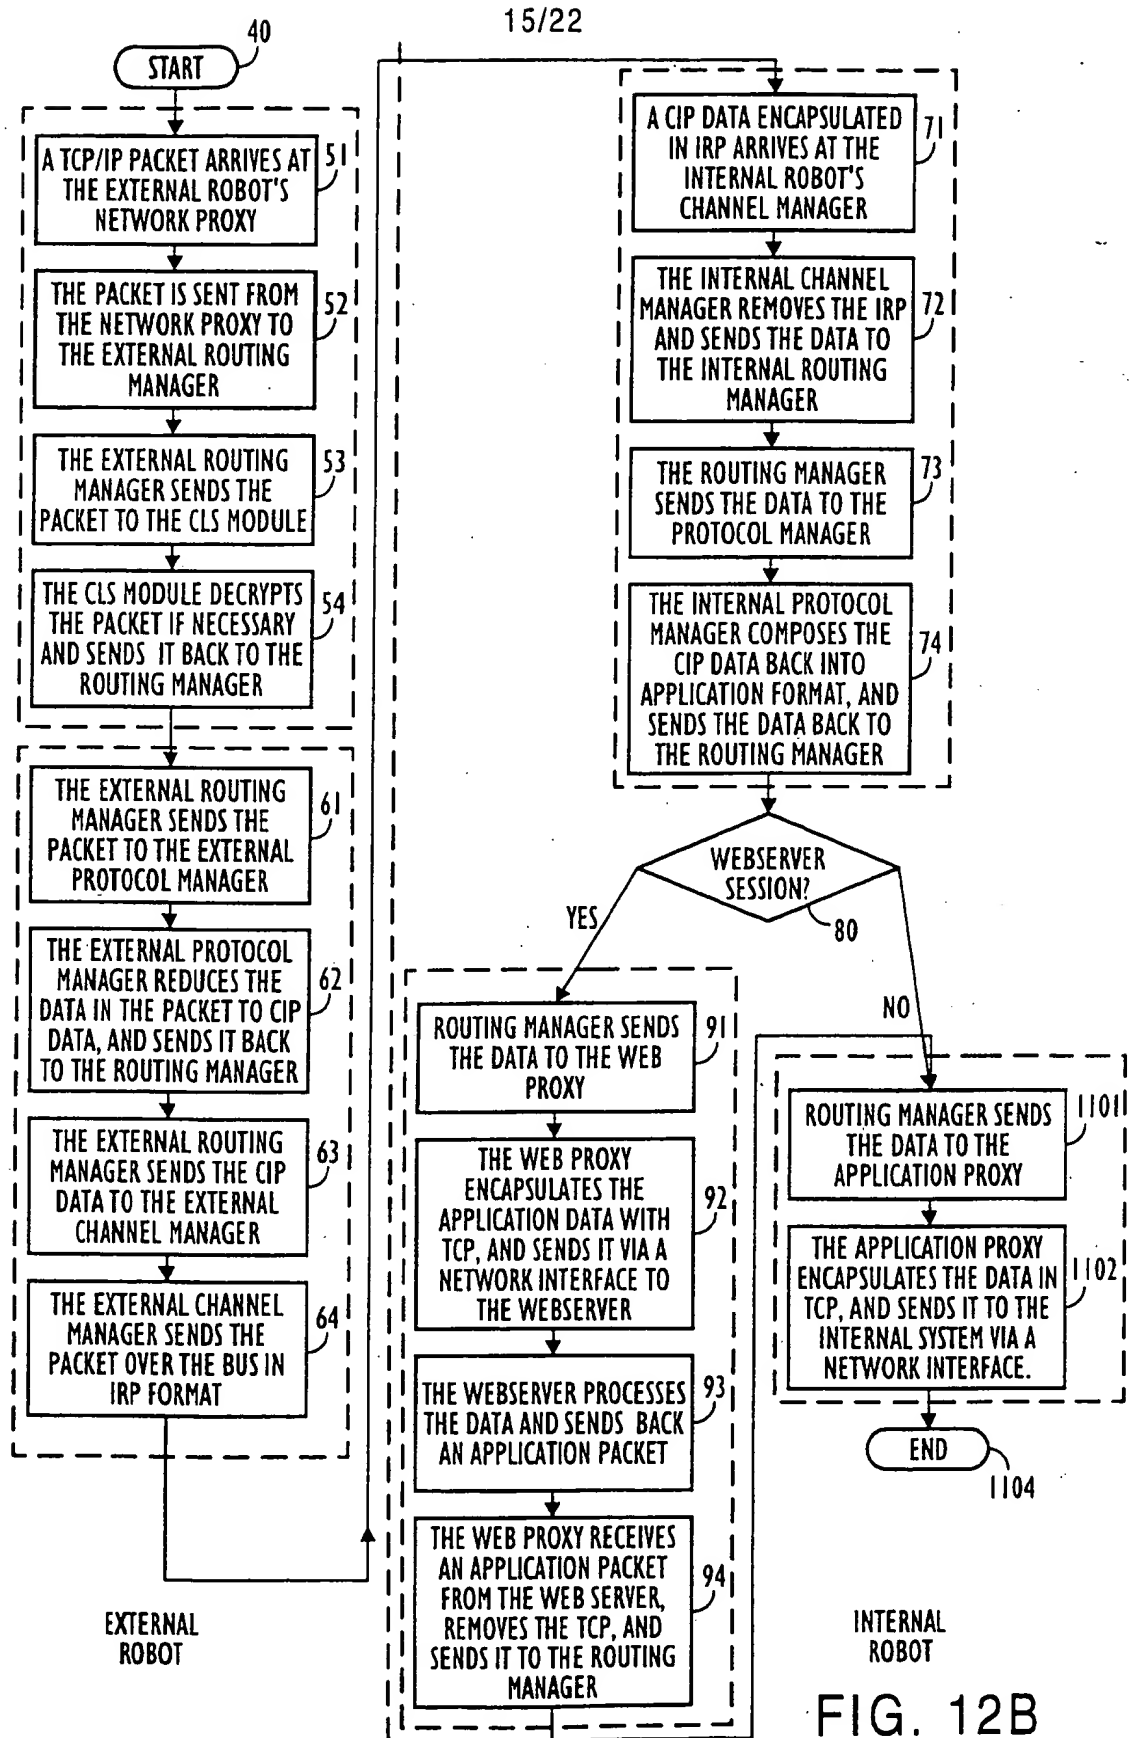 15/22
40
START
A TCP/IP PACKET ARRIVES AT
THE EXTERNAL ROBOT'S
NETWORK PROXY
51
THE PACKET IS SENT FROM
THE NETWORK PROXY TO
THE EXTERNAL ROUTING
MANAGER
52
THE EXTERNAL ROUTING
MANAGER SENDS THE
PACKET TO THE CLS MODULE
53
THE CLS MODULE DECRYPTS
THE PACKET IF NECESSARY
AND SENDS IT BACK TO THE
ROUTING MANAGER
54
THE EXTERNAL ROUTING
MANAGER SENDS THE
PACKET TO THE EXTERNAL
PROTOCOL MANAGER
61
THE EXTERNAL PROTOCOL
MANAGER REDUCES THE
DATA IN THE PACKET TO CIP
DATA, AND SENDS IT BACK
TO THE ROUTING MANAGER
62
THE EXTERNAL ROUTING
MANAGER SENDS THE CIP
DATA TO THE EXTERNAL
CHANNEL MANAGER
63
THE EXTERNAL CHANNEL
MANAGER SENDS THE
PACKET OVER THE BUS IN
IRP FORMAT
64
EXTERNAL
ROBOT
A CIP DATA ENCAPSULATED
IN IRP ARRIVES AT THE
INTERNAL ROBOT'S
CHANNEL MANAGER
71
THE INTERNAL CHANNEL
MANAGER REMOVES THE IRP
AND SENDS THE DATA TO
THE INTERNAL ROUTING
MANAGER
72
THE ROUTING MANAGER
SENDS THE DATA TO THE
PROTOCOL MANAGER
73
THE INTERNAL PROTOCOL
MANAGER COMPOSES THE
CIP DATA BACK INTO
APPLICATION FORMAT, AND
SENDS THE DATA BACK TO
THE ROUTING MANAGER
74
WEBSERVER
SESSION?
80
YES
NO
ROUTING MANAGER SENDS
THE DATA TO THE WEB
PROXY
91
THE WEB PROXY
ENCAPSULATES THE
APPLICATION DATA WITH
TCP, AND SENDS IT VIA A
NETWORK INTERFACE TO
THE WEBSERVER
92
THE WEBSERVER PROCESSES
THE DATA AND SENDS BACK
AN APPLICATION PACKET
93
THE WEB PROXY RECEIVES
AN APPLICATION PACKET
FROM THE WEB SERVER,
REMOVES THE TCP, AND
SENDS IT TO THE ROUTING
MANAGER
94
ROUTING MANAGER SENDS
THE DATA TO THE
APPLICATION PROXY
1101
THE APPLICATION PROXY
ENCAPSULATES THE DATA IN
TCP, AND SENDS IT TO THE
INTERNAL SYSTEM VIA A
NETWORK INTERFACE.
1102
END
1104
INTERNAL
ROBOT
FIG. 12B